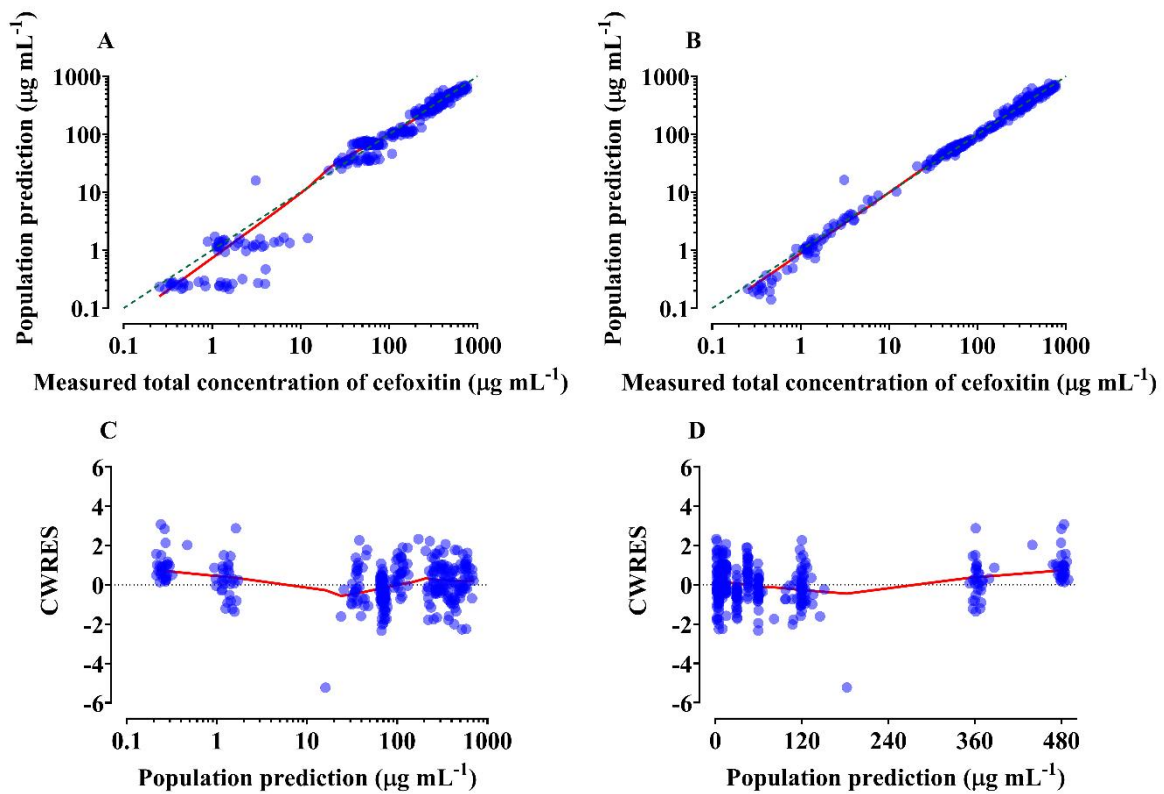 A
Population prediction (µg mL-1)
1000
100
10
1
0.1
0.1 1 10 100 1000
Measured total concentration of cefoxitin (µg mL-1)
B
Population prediction (µg mL-1)
1000
100
10
1
0.1
0.1 1 10 100 1000
Measured total concentration of cefoxitin (µg mL-1)
C
CWRES
6
4
2
0
-2
-4
-6
0.1 1 10 100 1000
Population prediction (µg mL-1)
D
CWRES
6
4
2
0
-2
-4
-6
0 120 240 360 480
Population prediction (µg mL-1)